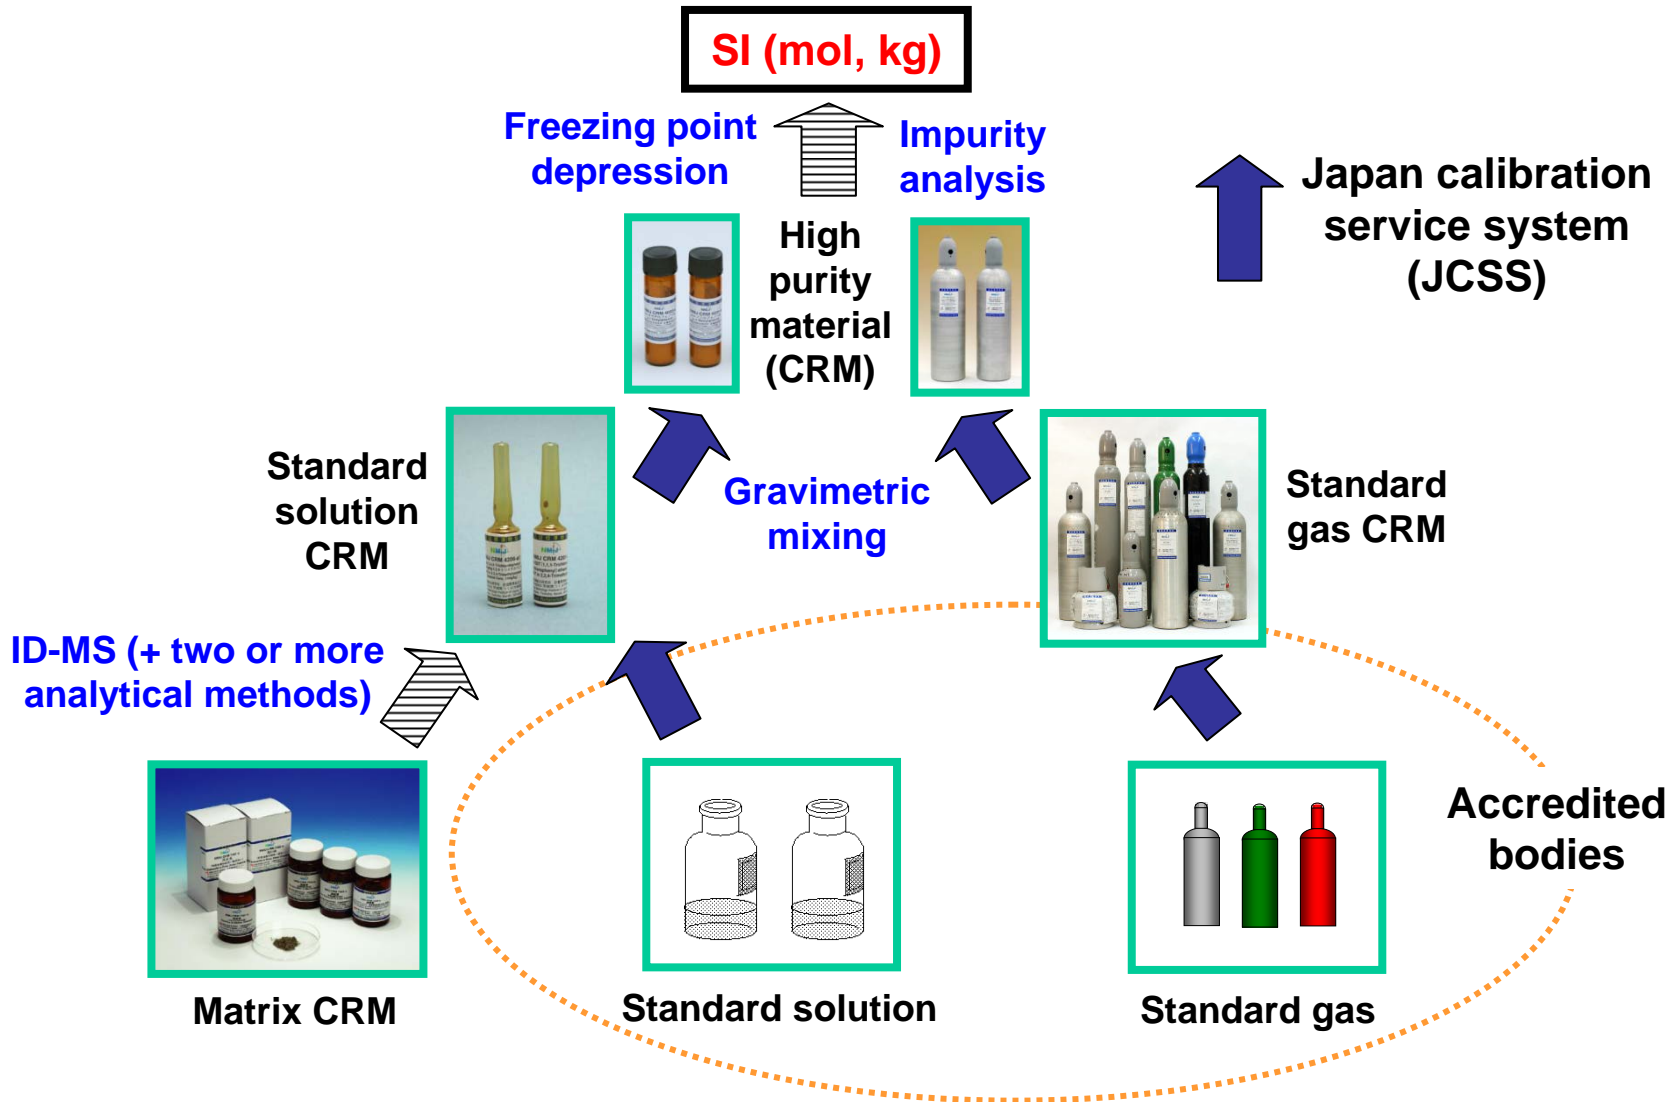 SI (mol, kg)
Freezing point
depression
Impurity
analysis
Japan calibration
service system
(JCSS)
High
purity
material
(CRM)
Standard
solution
CRM
Gravimetric
mixing
Standard
gas CRM
ID-MS (+ two or more
analytical methods)
Accredited
bodies
Matrix CRM
Standard solution
Standard gas